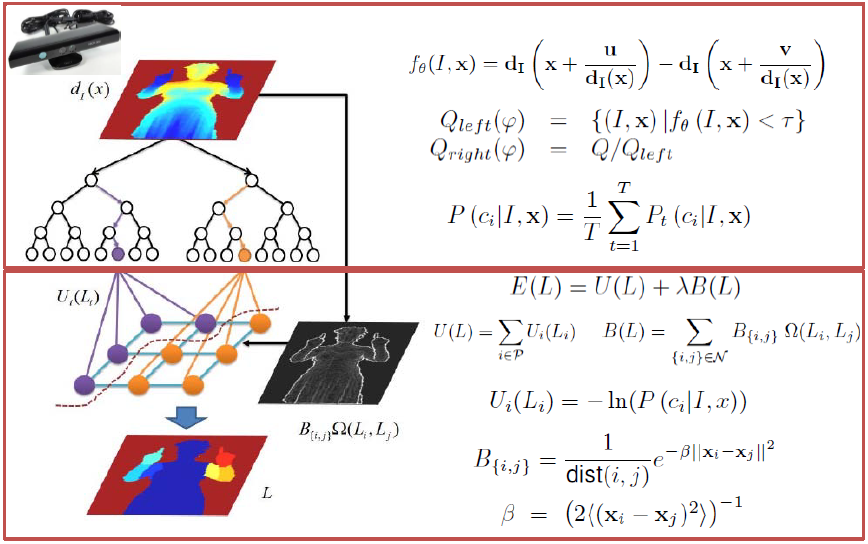 d_I(x)
f_θ(I, x) = d_I ( x + u / d_I(x) ) − d_I ( x + v / d_I(x) )
Q_left(φ) = {(I, x) | f_θ (I, x) < τ}
Q_right(φ) = Q/Q_left
P (c_i|I, x) = 1/T ∑_{t=1}^{T} P_t (c_i|I, x)
U_i(L_i)
E(L) = U(L) + λB(L)
U(L) = ∑_{i∈P} U_i(L_i) B(L) = ∑_{{i,j}∈N} B_{i,j} Ω(L_i, L_j)
U_i(L_i) = − ln(P (c_i|I, x))
B_{i,j}Ω(L_i, L_j)
B_{i,j} = 1 / dist(i, j) e^{−β||x_i−x_j||^2}
L
β = (2⟨(x_i − x_j)^2⟩)^{−1}